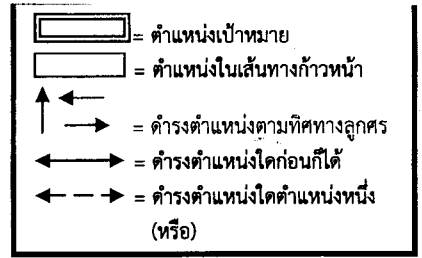 = ตำแหน่งเป้าหมาย
= ตำแหน่งในเส้นทางก้าวหน้า
= ดำรงตำแหน่งตามทิศทางลูกศร
= ดำรงตำแหน่งใดก่อนก็ได้
= ดำรงตำแหน่งใดตำแหน่งหนึ่ง
(หรือ)